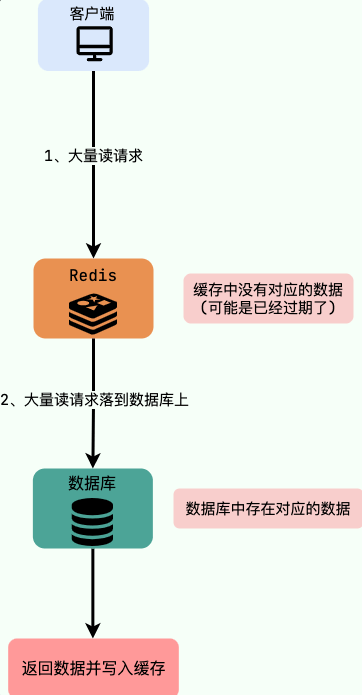 客户端
1、大量读请求
Redis
缓存中没有对应的数据
（可能是已经过期了）
2、大量读请求落到数据库上
数据库
数据库中存在对应的数据
返回数据并写入缓存